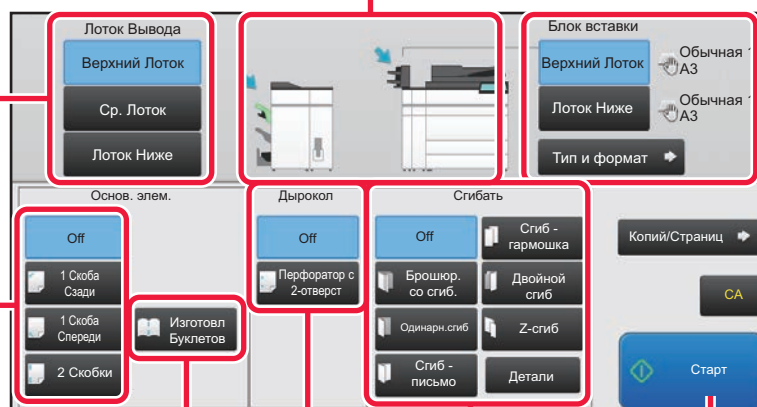 Лоток Вывода
Верхний Лоток
Ср. Лоток
Лоток Ниже
Блок вставки
Верхний Лоток
Обычная 1
A3
Лоток Ниже
Обычная 1
A3
Тип и формат
Основ. элем.
Off
1 Скоба
Сзади
1 Скоба
Спереди
2 Скобки
Изготовл
Буклетов
Дырокол
Off
Перфоратор с
2-отверст
Сгибать
Off
Сгиб -
гармошка
Брошюр.
со сгиб.
Двойной
сгиб
Одинарн.сгиб
Z-сгиб
Сгиб -
письмо
Детали
Копий/Страниц
CA
Старт